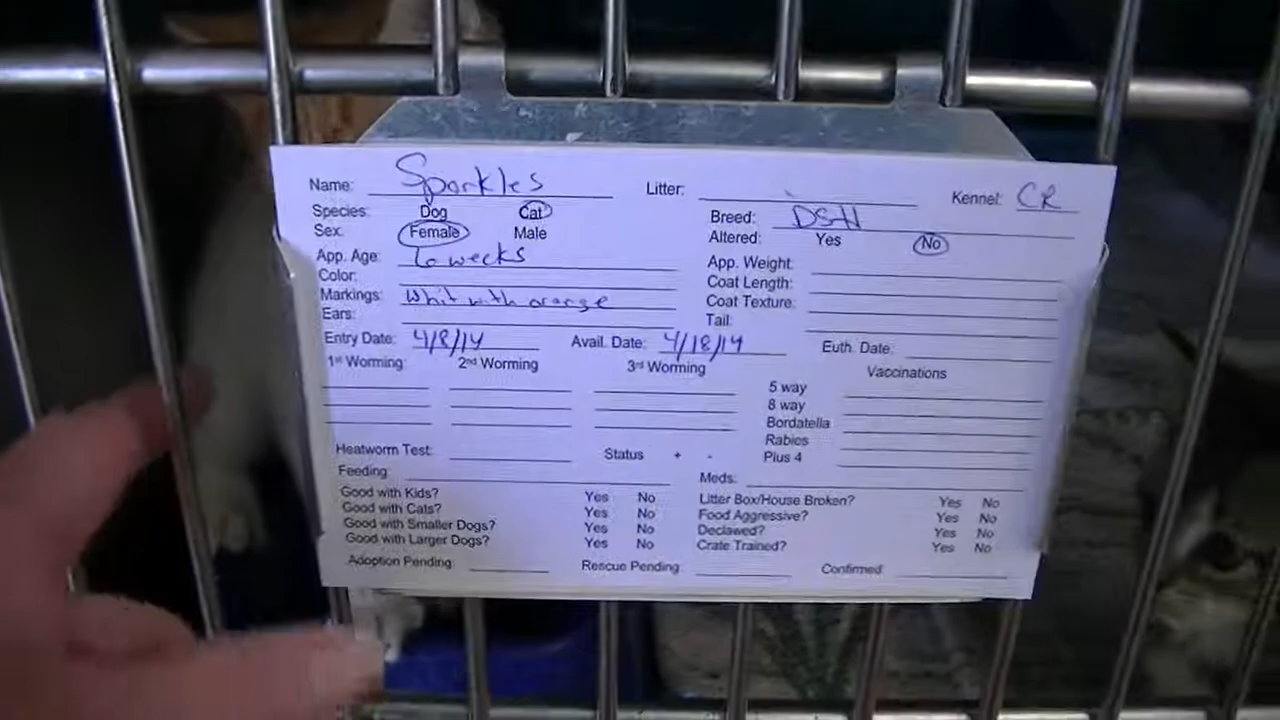 Name: Sparkles Litter: Kennel: CR
Species: Dog Cat Breed: DSH
Sex: Female Male Altered: Yes No
App. Age: 6 weeks App. Weight:
Color: Coat Length:
Markings: Whit with orange Coat Texture:
Ears: Tail:
Entry Date: 4/8/14 Avail. Date: 4/18/14 Euth. Date:
1st Worming 2nd Worming 3rd Worming Vaccinations
5 way
8 way
Bordatella
Rabies
Heatworm Test: Status + - Plus 4
Feeding: Meds:
Good with Kids? Yes No Litter Box/House Broken? Yes No
Good with Cats? Yes No Food Aggressive? Yes No
Good with Smaller Dogs? Yes No Declawed? Yes No
Good with Larger Dogs? Yes No Crate Trained? Yes No
Adoption Pending: Rescue Pending: Confirmed: